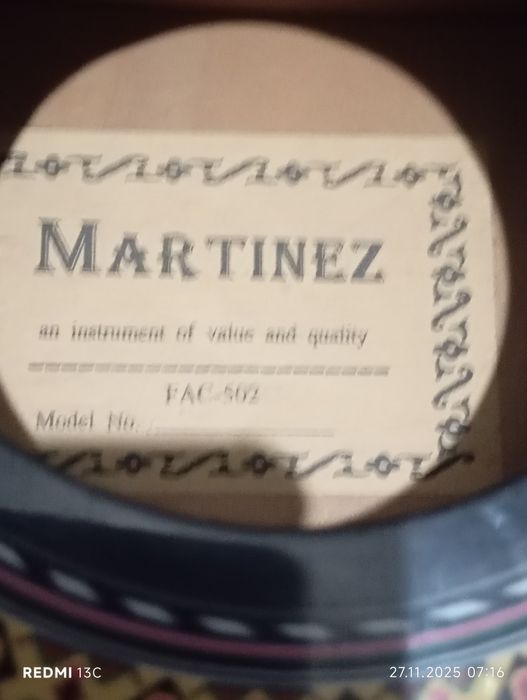 MARTINEZ
an instrument of value and quality
FAC-502
Model No.
REDMI 13C
27.11.2025 07:16